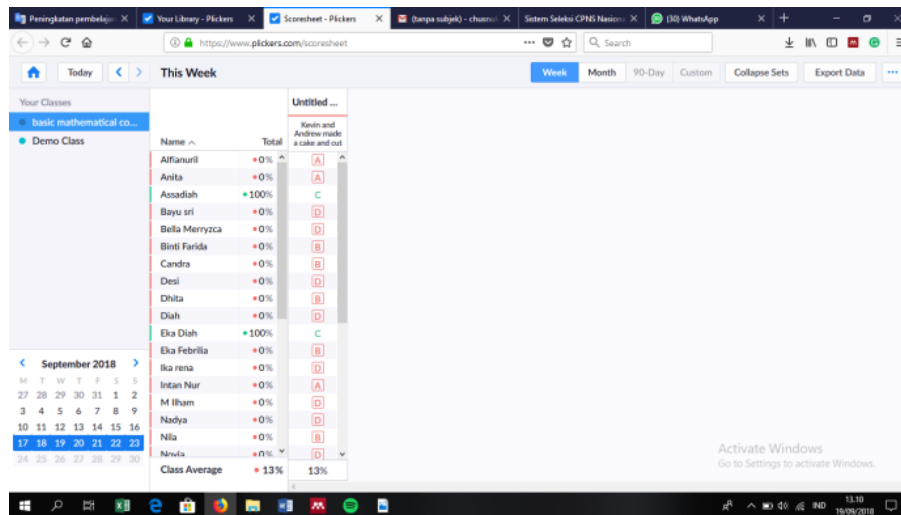 Peningkatan pembelajar
Your Library - Plickers
Scoresheet - Plickers
(tanpa subjek) - chusnul
Sistem Seleksi CPNS Nasiona
(30) WhatsApp
https://www.plickers.com/scoresheet
Search
Today
This Week
Week Month 90-Day Custom
Collapse Sets
Export Data
Your Classes
basic mathematical co...
Demo Class
Untitled ...
Kevin and
Andrew made
a cake and cut
Name Total
Alfianuril 0% A
Anita 0% A
Assadiah 100% C
Bayu sri 0% D
Bella Merryzca 0% D
Binti Farida 0% B
Candra 0% B
Desi 0% D
Dhita 0% B
Diah 0% D
Eka Diah 100% C
Eka Febrilia 0% B
Ika rena 0% D
Intan Nur 0% A
M Ilham 0% D
Nadya 0% D
Nila 0% B
Novia 0% D
Class Average 13% 13%
September 2018
M T W T F S S
27 28 29 30 31 1 2
3 4 5 6 7 8 9
10 11 12 13 14 15 16
17 18 19 20 21 22 23
24 25 26 27 28 29 30
Activate Windows
Go to Settings to activate Windows.
IND
13.10
19/09/2018